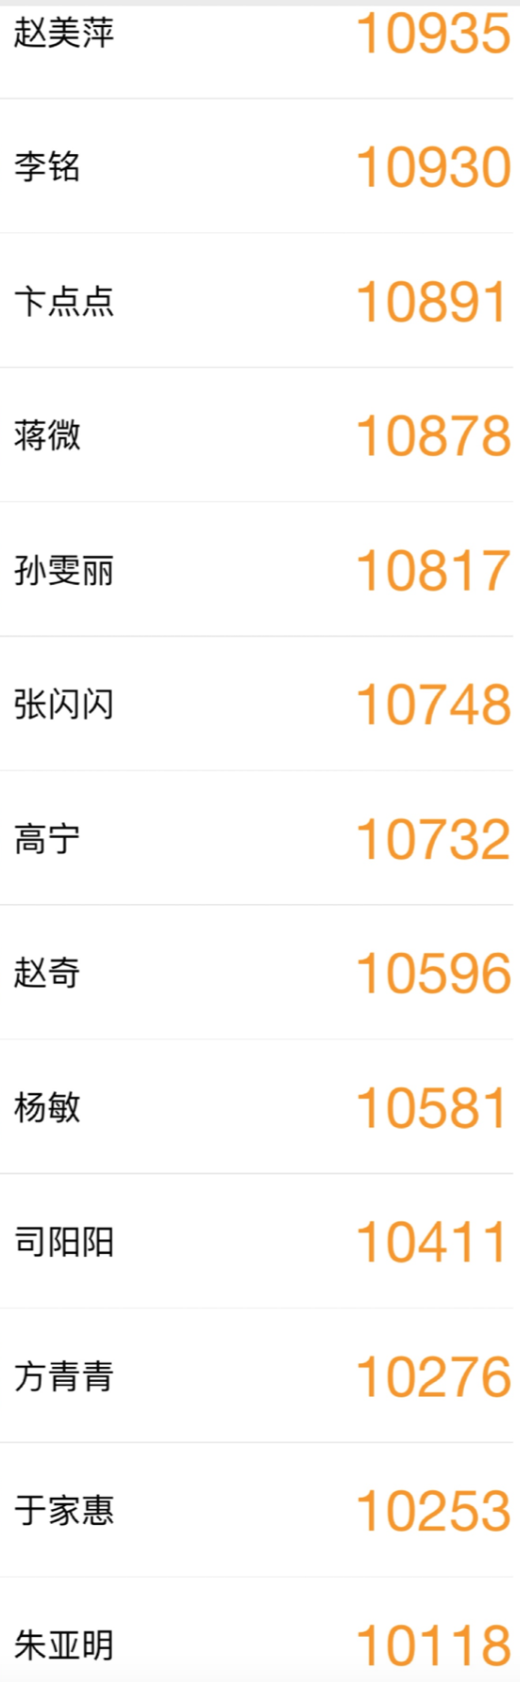 赵美萍 10935
李铭 10930
卞点点 10891
蒋微 10878
孙雯丽 10817
张闪闪 10748
高宁 10732
赵奇 10596
杨敏 10581
司阳阳 10411
方青青 10276
于家惠 10253
朱亚明 10118